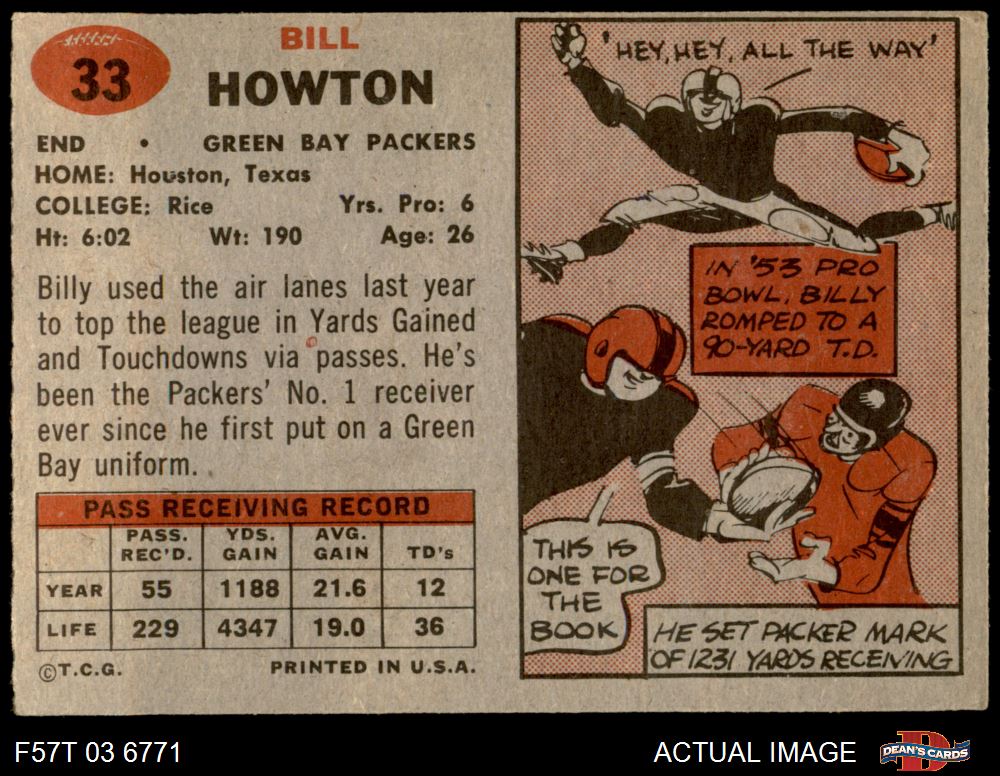 33
BILL
HOWTON
END • GREEN BAY PACKERS
HOME: Houston, Texas
COLLEGE: Rice Yrs. Pro: 6
Ht: 6:02 Wt: 190 Age: 26
Billy used the air lanes last year
to top the league in Yards Gained
and Touchdowns via passes. He's
been the Packers' No. 1 receiver
ever since he first put on a Green
Bay uniform.
PASS RECEIVING RECORD
PASS. REC'D. YDS. GAIN AVG. GAIN TD's
YEAR 55 1188 21.6 12
LIFE 229 4347 19.0 36
©T.C.G. PRINTED IN U.S.A.
'HEY, HEY, ALL THE WAY'
IN '53 PRO
BOWL, BILLY
ROMPED TO A
90-YARD T.D.
THIS IS
ONE FOR
THE
BOOK
HE SET PACKER MARK
OF 1231 YARDS RECEIVING
F57T 03 6771
ACTUAL IMAGE
D
DEAN'S CARDS